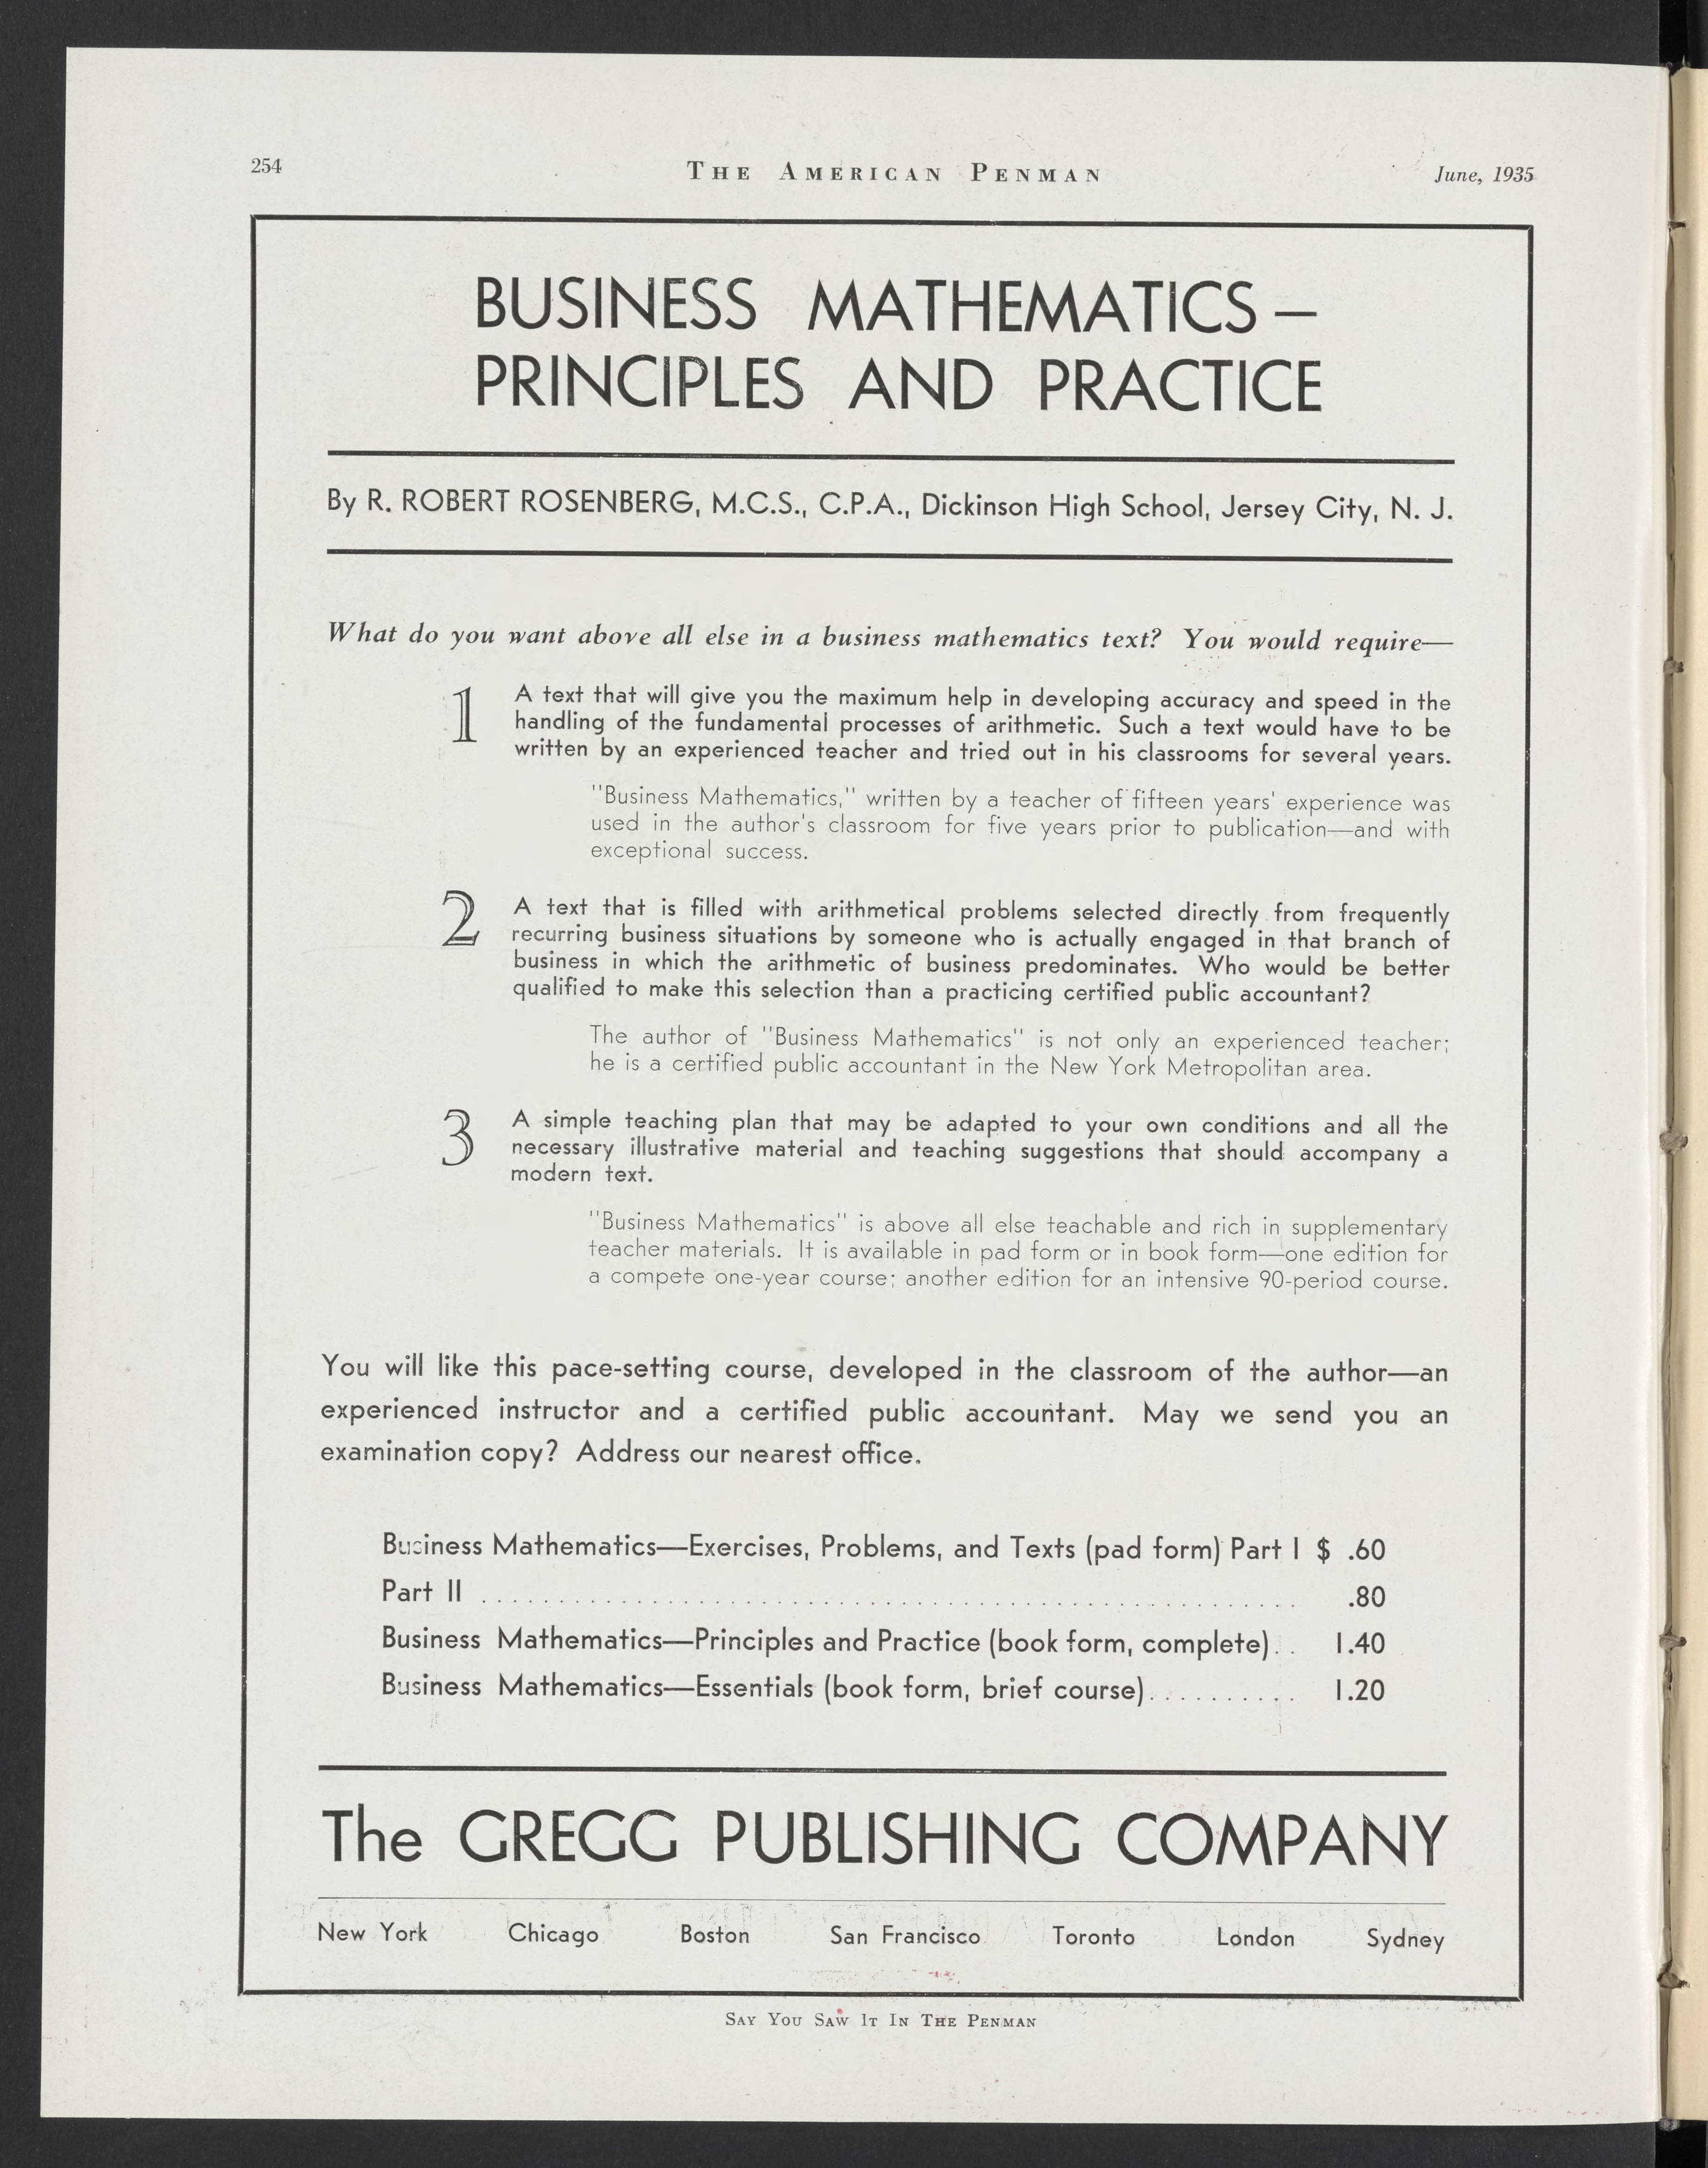 254
THE AMERICAN PENMAN
June, 1935
BUSINESS MATHEMATICS—
PRINCIPLES AND PRACTICE
By R. ROBERT ROSENBERG, M.C.S., C.P.A., Dickinson High School, Jersey City, N. J.
What do you want above all else in a business mathematics text? You would require—
1 A text that will give you the maximum help in developing accuracy and speed in the
handling of the fundamental processes of arithmetic. Such a text would have to be
written by an experienced teacher and tried out in his classrooms for several years.
"Business Mathematics," written by a teacher of fifteen years' experience was
used in the author's classroom for five years prior to publication—and with
exceptional success.
2 A text that is filled with arithmetical problems selected directly from frequently
recurring business situations by someone who is actually engaged in that branch of
business in which the arithmetic of business predominates. Who would be better
qualified to make this selection than a practicing certified public accountant?
The author of "Business Mathematics" is not only an experienced teacher;
he is a certified public accountant in the New York Metropolitan area.
3 A simple teaching plan that may be adapted to your own conditions and all the
necessary illustrative material and teaching suggestions that should accompany a
modern text.
"Business Mathematics" is above all else teachable and rich in supplementary
teacher materials. It is available in pad form or in book form—one edition for
a compete one-year course; another edition for an intensive 90-period course.
You will like this pace-setting course, developed in the classroom of the author—an
experienced instructor and a certified public accountant. May we send you an
examination copy? Address our nearest office.
Business Mathematics—Exercises, Problems, and Texts (pad form) Part I $ .60
Part II . . . . . . . . . . . . . . . . . . . . . . . . . . . . . . . . . . . . . . . . . . . . . . . . . . . . . .80
Business Mathematics—Principles and Practice (book form, complete). . 1.40
Business Mathematics—Essentials (book form, brief course). . . . . . . . . . 1.20
The GREGG PUBLISHING COMPANY
New York Chicago Boston San Francisco Toronto London Sydney
SAY YOU SAW IT IN THE PENMAN